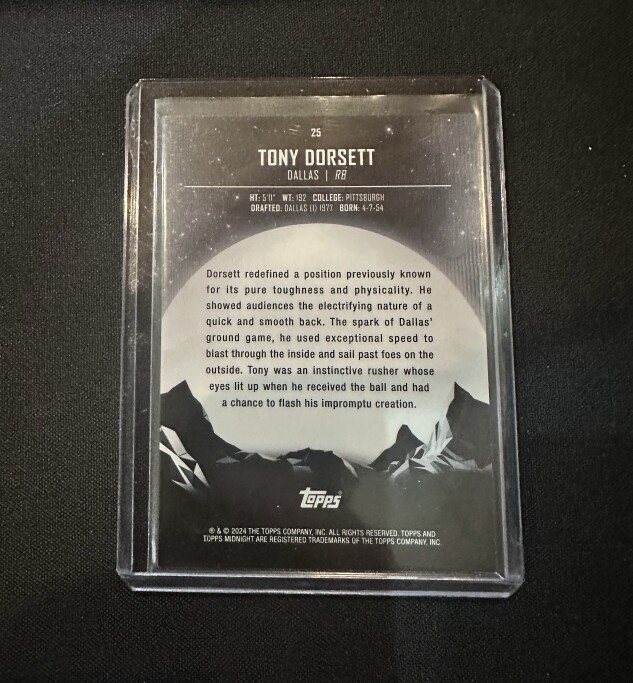 25
TONY DORSETT
DALLAS | RB
HT: 5'11" WT: 192 COLLEGE: PITTSBURGH
DRAFTED: DALLAS (1) 1977 BORN: 4-7-54
Dorsett redefined a position previously known
for its pure toughness and physicality. He
showed audiences the electrifying nature of a
quick and smooth back. The spark of Dallas'
ground game, he used exceptional speed to
blast through the inside and sail past foes on the
outside. Tony was an instinctive rusher whose
eyes lit up when he received the ball and had
a chance to flash his impromptu creation.
topps
® & © 2024 THE TOPPS COMPANY, INC. ALL RIGHTS RESERVED. TOPPS AND
TOPPS MIDNIGHT ARE REGISTERED TRADEMARKS OF THE TOPPS COMPANY, INC.